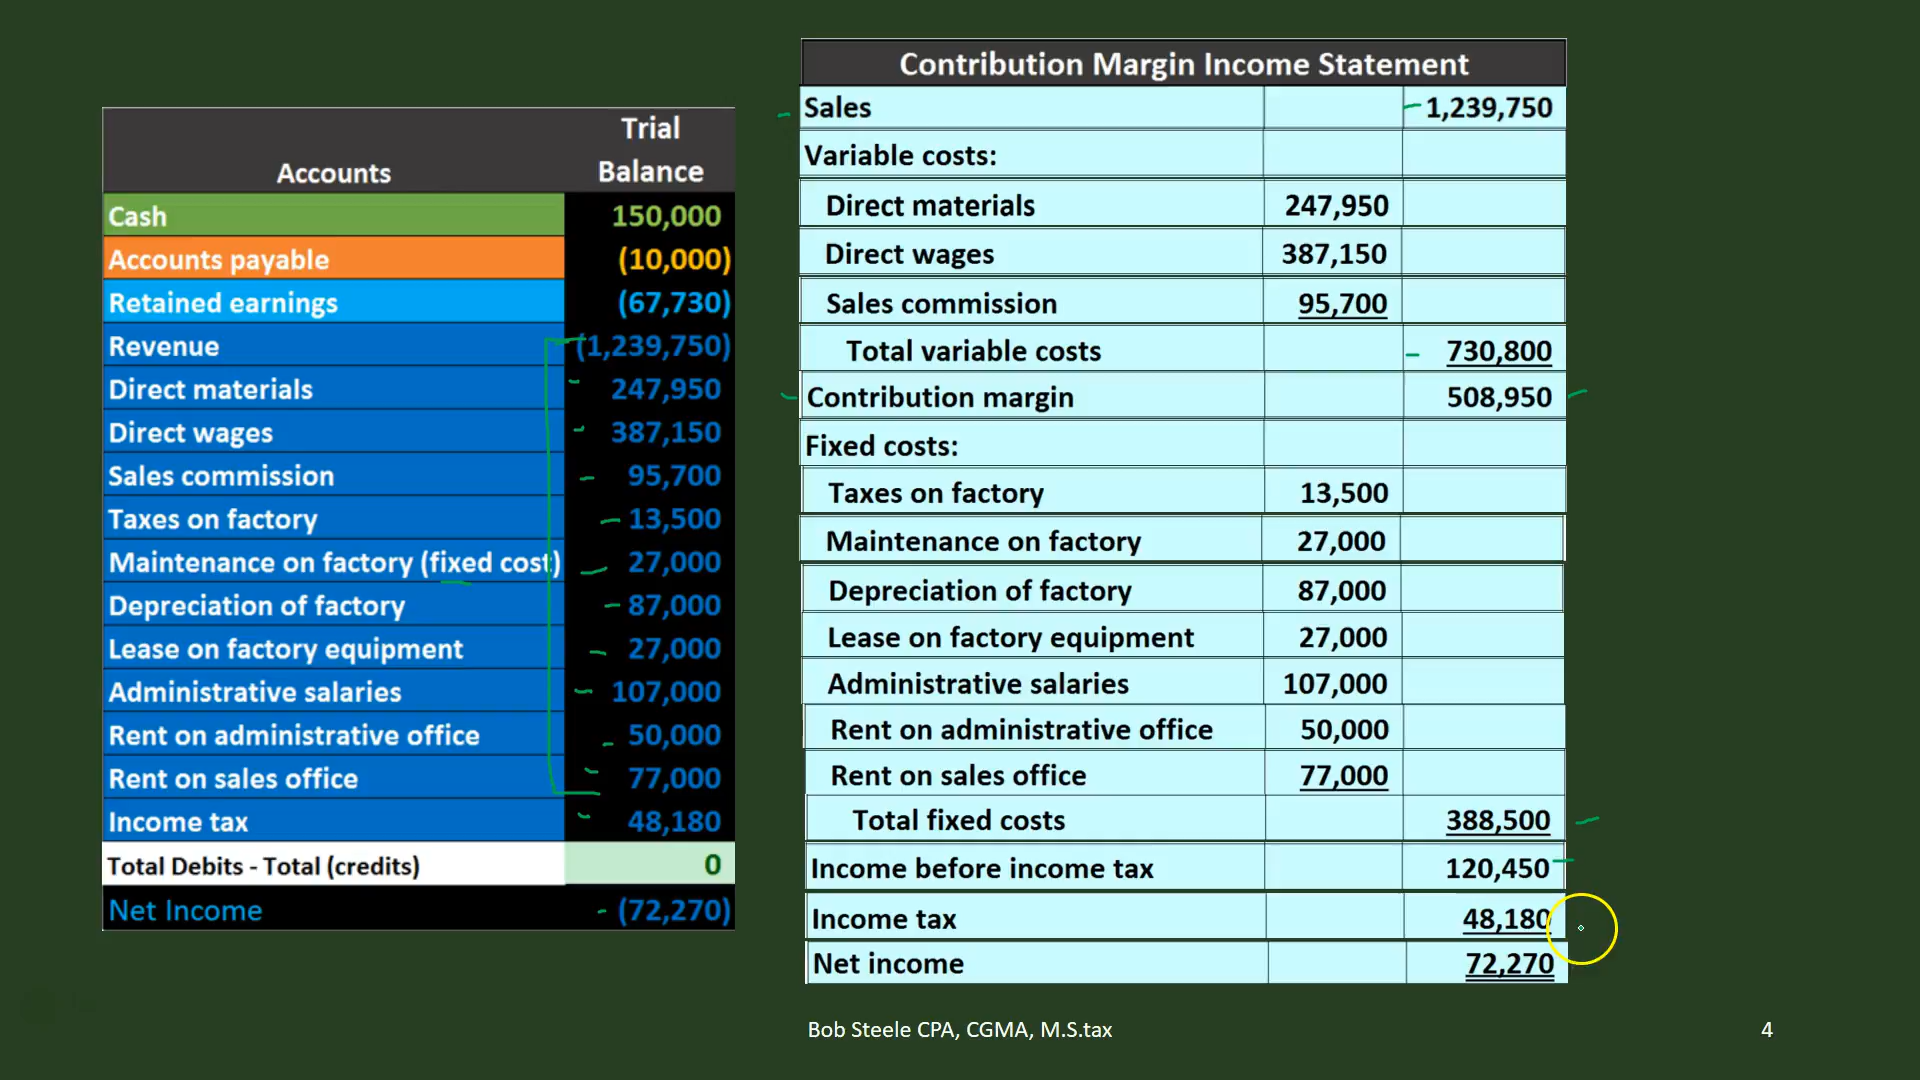 Accounts Trial Balance
Cash 150,000
Accounts payable (10,000)
Retained earnings (67,730)
Revenue (1,239,750)
Direct materials 247,950
Direct wages 387,150
Sales commission 95,700
Taxes on factory 13,500
Maintenance on factory (fixed cost) 27,000
Depreciation of factory 87,000
Lease on factory equipment 27,000
Administrative salaries 107,000
Rent on administrative office 50,000
Rent on sales office 77,000
Income tax 48,180
Total Debits - Total (credits) 0
Net Income (72,270)
Contribution Margin Income Statement
Sales 1,239,750
Variable costs:
Direct materials 247,950
Direct wages 387,150
Sales commission 95,700
Total variable costs 730,800
Contribution margin 508,950
Fixed costs:
Taxes on factory 13,500
Maintenance on factory 27,000
Depreciation of factory 87,000
Lease on factory equipment 27,000
Administrative salaries 107,000
Rent on administrative office 50,000
Rent on sales office 77,000
Total fixed costs 388,500
Income before income tax 120,450
Income tax 48,180
Net income 72,270
Bob Steele CPA, CGMA, M.S.tax
4